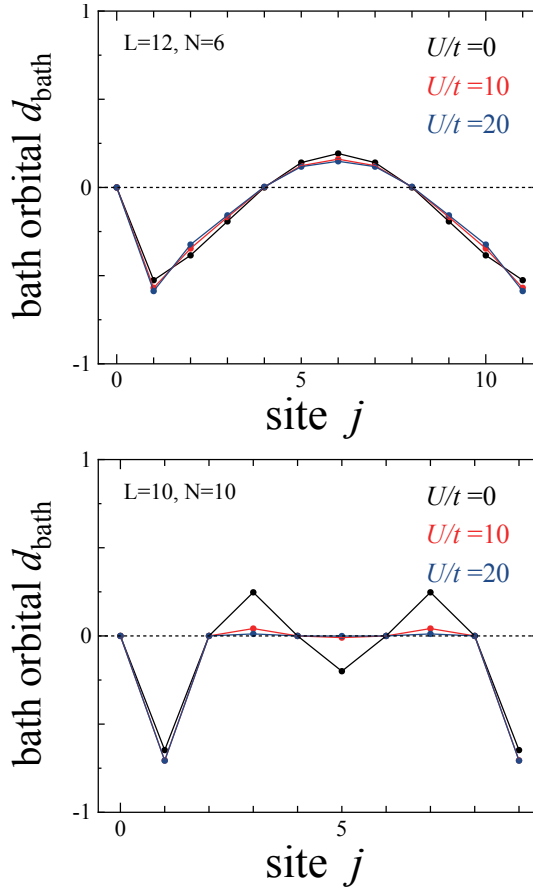 L=12, N=6
U/t =0
U/t =10
U/t =20
bath orbital d_bath
1
0
-1
0
5
10
site j
L=10, N=10
U/t =0
U/t =10
U/t =20
bath orbital d_bath
1
0
-1
0
5
site j